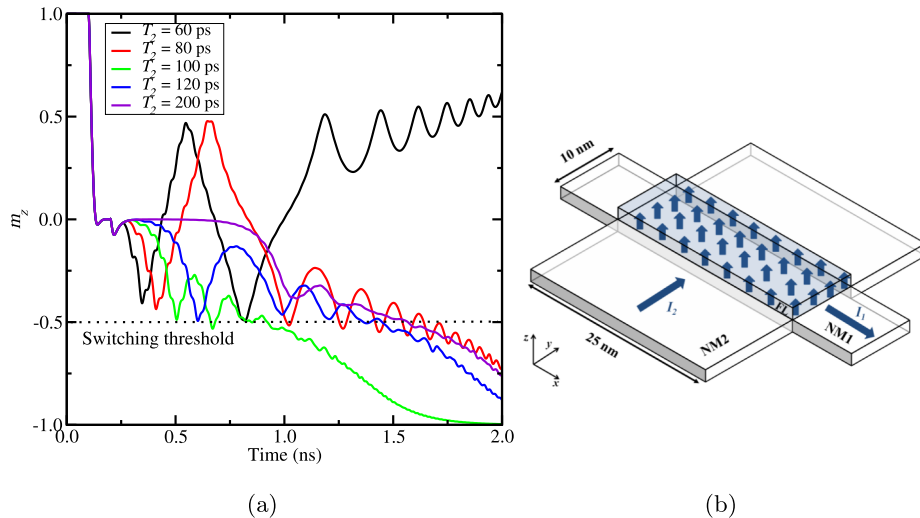 1.0
0.5
0.0
-0.5
-1.0
m_z
T_2 = 60 ps
T_2 = 80 ps
T_2 = 100 ps
T_2 = 120 ps
T_2 = 200 ps
Switching threshold
0.0 0.5 1.0 1.5 2.0
Time (ns)
(a)
10 nm
I_2
FL
I_1
NM1
NM2
25 nm
z
y
x
(b)